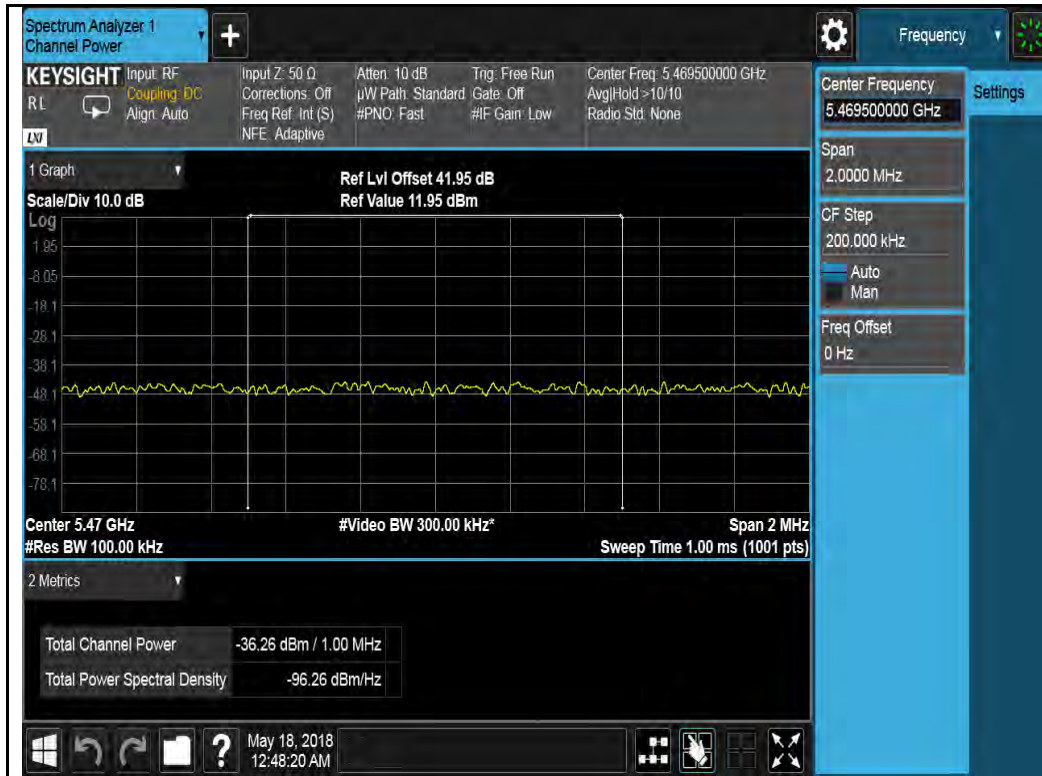 Spectrum Analyzer 1
Channel Power
+
Frequency
KEYSIGHT
RL
LXI
Input: RF
Coupling: DC
Align: Auto
Input Z: 50 Ω
Corrections: Off
Freq Ref: Int (S)
NFE: Adaptive
Atten: 10 dB
µW Path: Standard
#PNO: Fast
Trig: Free Run
Gate: Off
#IF Gain: Low
Center Freq: 5.469500000 GHz
Avg|Hold:>10/10
Radio Std: None
Center Frequency
5.469500000 GHz
Settings
Span
2.0000 MHz
CF Step
200.000 kHz
Auto
Man
Freq Offset
0 Hz
1 Graph
Scale/Div 10.0 dB
Ref Lvl Offset 41.95 dB
Ref Value 11.95 dBm
Log
1.95
-8.05
-18.1
-28.1
-38.1
-48.1
-58.1
-68.1
-78.1
Center 5.47 GHz
#Res BW 100.00 kHz
#Video BW 300.00 kHz*
Span 2 MHz
Sweep Time 1.00 ms (1001 pts)
2 Metrics
Total Channel Power -36.26 dBm / 1.00 MHz
Total Power Spectral Density -96.26 dBm/Hz
?
May 18, 2018
12:48:20 AM